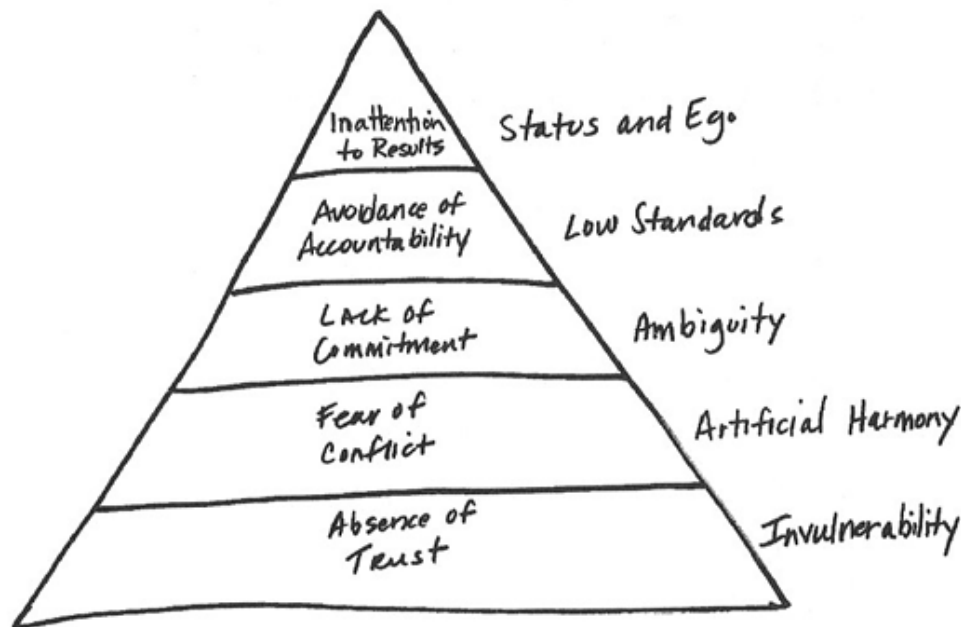 Inattention
to Results
Status and Ego.
Avoidance of
Accountability
Low Standards
Lack of
Commitment
Ambiguity
Fear of
Conflict
Artificial Harmony
Absence of
Trust
Invulnerability